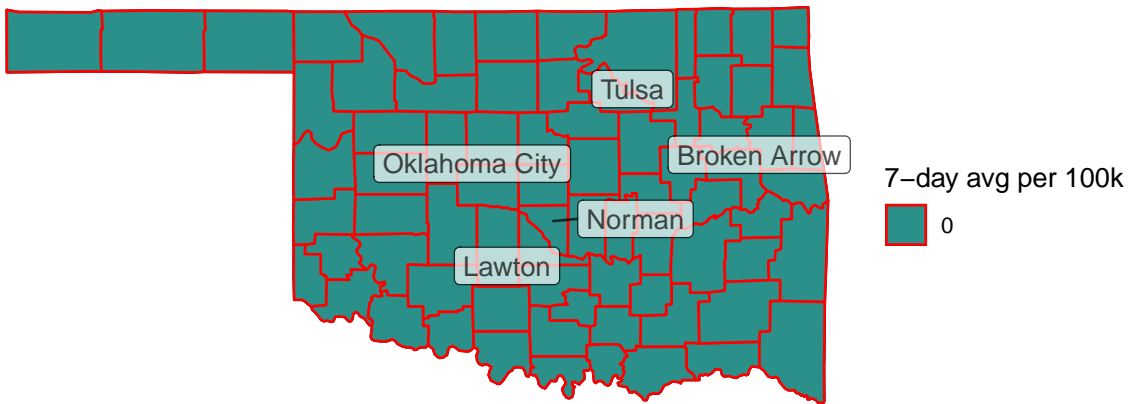 Tulsa
Broken Arrow
Oklahoma City
Norman
Lawton
7−day avg per 100k
0